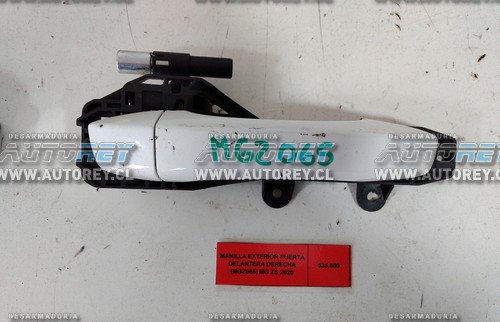 DESARMADURIA DESARMADURIA DESARMADURIA
AUTOREY AUTOREY AUTOREY
WWW.AUTOREY.CL WWW.AUTOREY.CL WWW.AUTOREY.CL
MGZ065
MANILLA EXTERIOR PUERTA
DELANTERA DERECHA
(MGZ065) MG ZS 2020
$35.000
DESARMADURIA DESARMADURIA DESARMADURIA